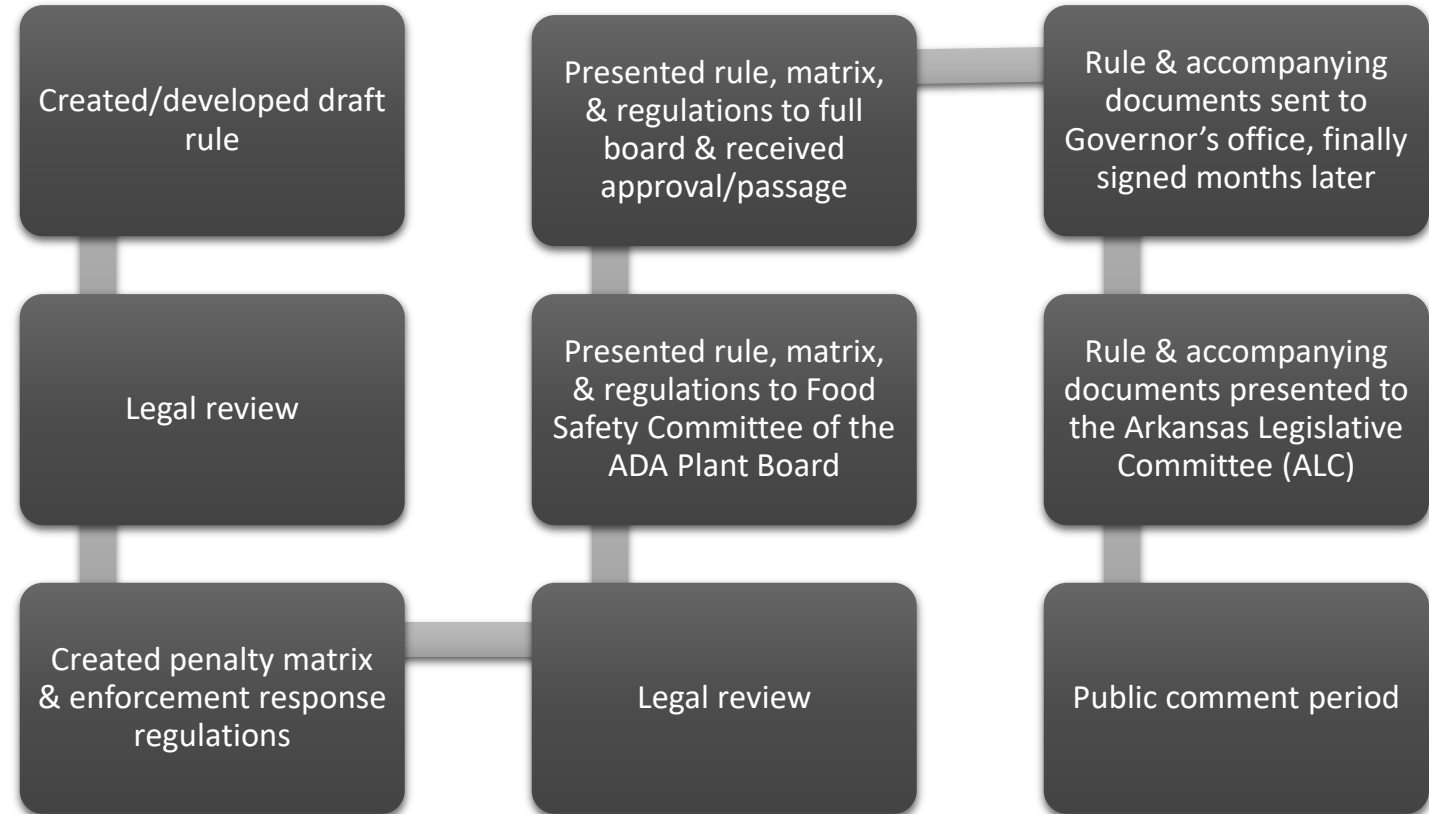 Created/developed draft
rule
Legal review
Created penalty matrix
& enforcement response
regulations
Legal review
Presented rule, matrix,
& regulations to Food
Safety Committee of the
ADA Plant Board
Presented rule, matrix,
& regulations to full
board & received
approval/passage
Rule & accompanying
documents sent to
Governor’s office, finally
signed months later
Rule & accompanying
documents presented to
the Arkansas Legislative
Committee (ALC)
Public comment period